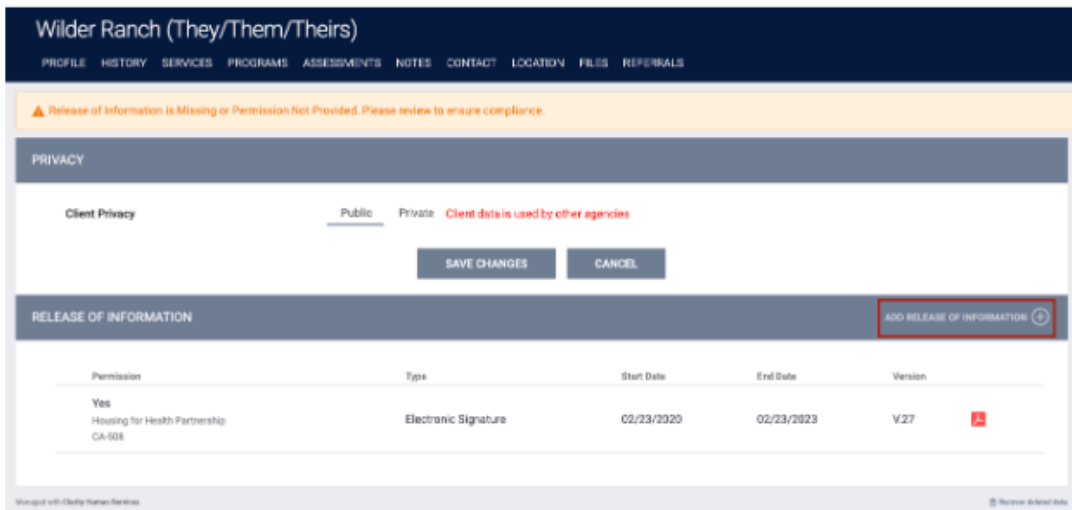 Wilder Ranch (They/Them/Theirs)
PROFILE HISTORY SERVICES PROGRAMS ASSESSMENTS NOTES CONTACT LOCATION FILES REFERRALS
Release of Information is Missing or Permission Not Provided. Please review to ensure compliance.
PRIVACY
Client Privacy Public Private Client data is used by other agencies
SAVE CHANGES CANCEL
RELEASE OF INFORMATION ADD RELEASE OF INFORMATION
Permission Type Start Date End Date Version
Yes
Housing for Health Partnership
CA-508
Electronic Signature 02/23/2020 02/23/2023 V.27
Managed with Clarity Human Services
Recover deleted data